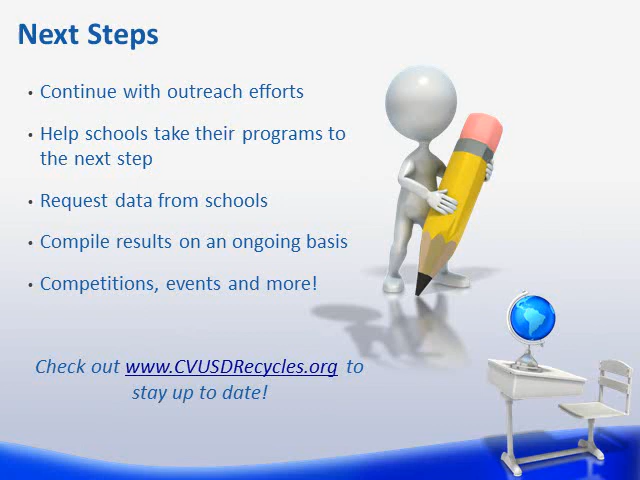 Next Steps
• Continue with outreach efforts
• Help schools take their programs to
the next step
• Request data from schools
• Compile results on an ongoing basis
• Competitions, events and more!
Check out www.CVUSDRecycles.org to
stay up to date!